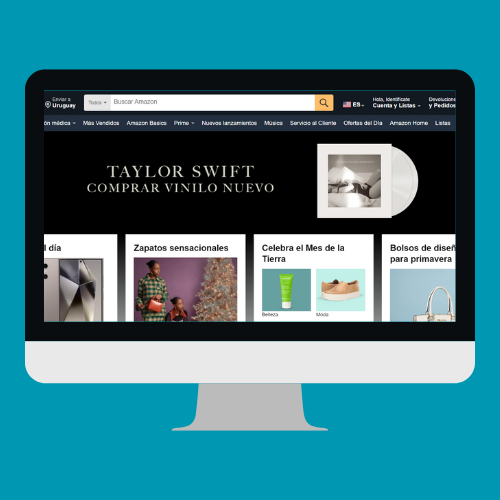 Enviar a
Uruguay
Todos
Buscar Amazon
ES
Hola, Identifícate
Cuenta y Listas
Devoluciones
y Pedidos
ón médica
Más Vendidos
Amazon Basics
Prime
Nuevos lanzamientos
Música
Servicio al Cliente
Ofertas del Día
Amazon Home
Listas
TAYLOR SWIFT
COMPRAR VINILO NUEVO
l día
Zapatos sensacionales
Celebra el Mes de la
Tierra
Belleza
Moda
Bolsos de diseñ
para primavera